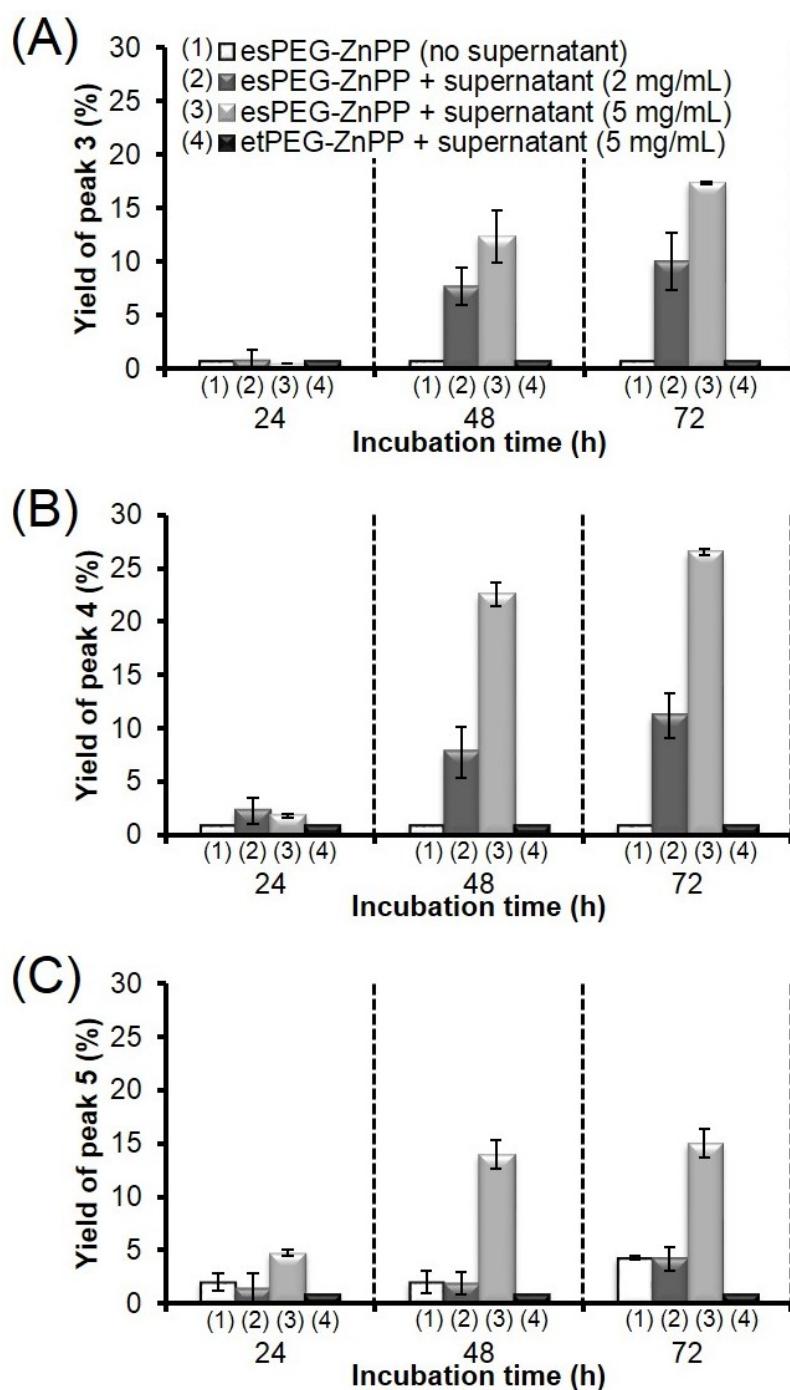 (A)
30
25
20
15
10
5
0
Yield of peak 3 (%)
(1) esPEG-ZnPP (no supernatant)
(2) esPEG-ZnPP + supernatant (2 mg/mL)
(3) esPEG-ZnPP + supernatant (5 mg/mL)
(4) etPEG-ZnPP + supernatant (5 mg/mL)
(1) (2) (3) (4) (1) (2) (3) (4) (1) (2) (3) (4)
24 48 72
Incubation time (h)
(B)
30
25
20
15
10
5
0
Yield of peak 4 (%)
(1) (2) (3) (4) (1) (2) (3) (4) (1) (2) (3) (4)
24 48 72
Incubation time (h)
(C)
30
25
20
15
10
5
0
Yield of peak 5 (%)
(1) (2) (3) (4) (1) (2) (3) (4) (1) (2) (3) (4)
24 48 72
Incubation time (h)